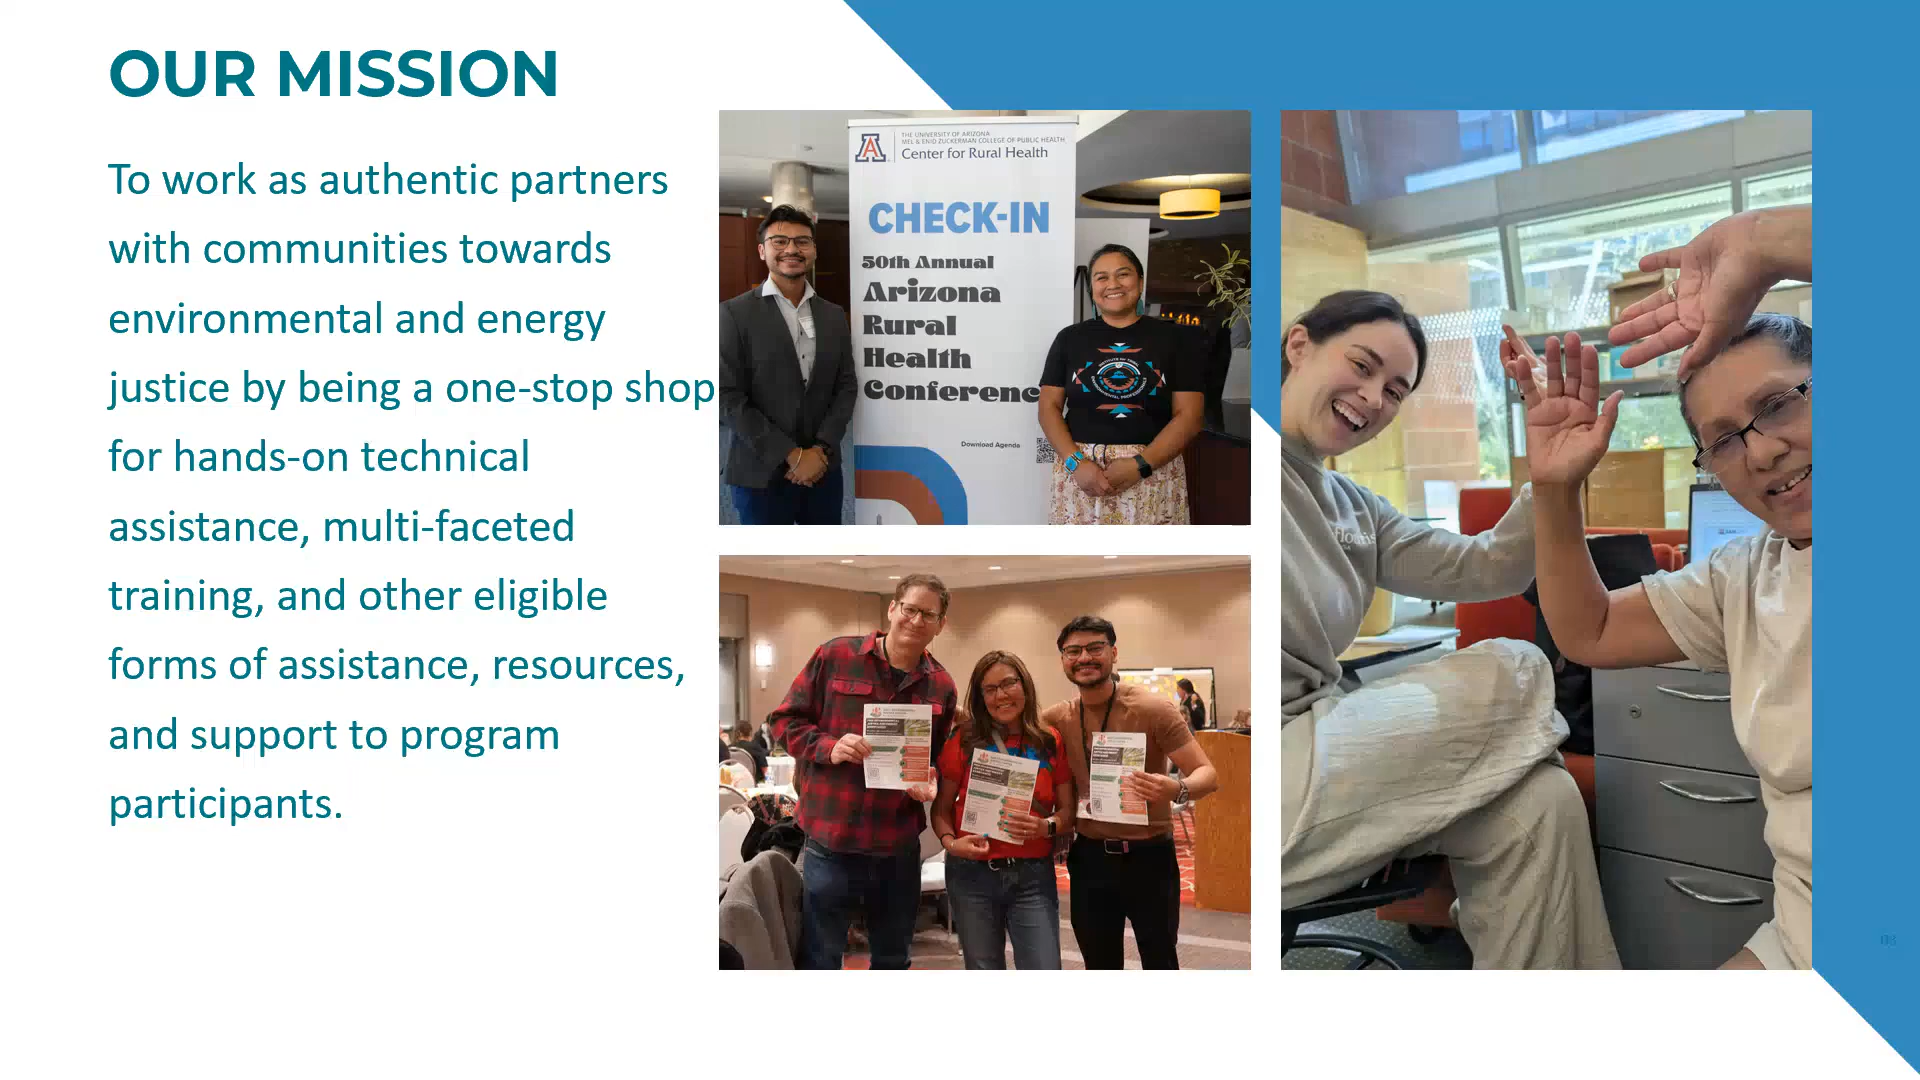 OUR MISSION
To work as authentic partners
with communities towards
environmental and energy
justice by being a one-stop shop
for hands-on technical
assistance, multi-faceted
training, and other eligible
forms of assistance, resources,
and support to program
participants.
THE UNIVERSITY OF ARIZONA
MEL & ENID ZUCKERMAN COLLEGE OF PUBLIC HEALTH
Center for Rural Health
CHECK-IN
50th Annual
Arizona
Rural
Health
Conferenc
Download Agenda
03